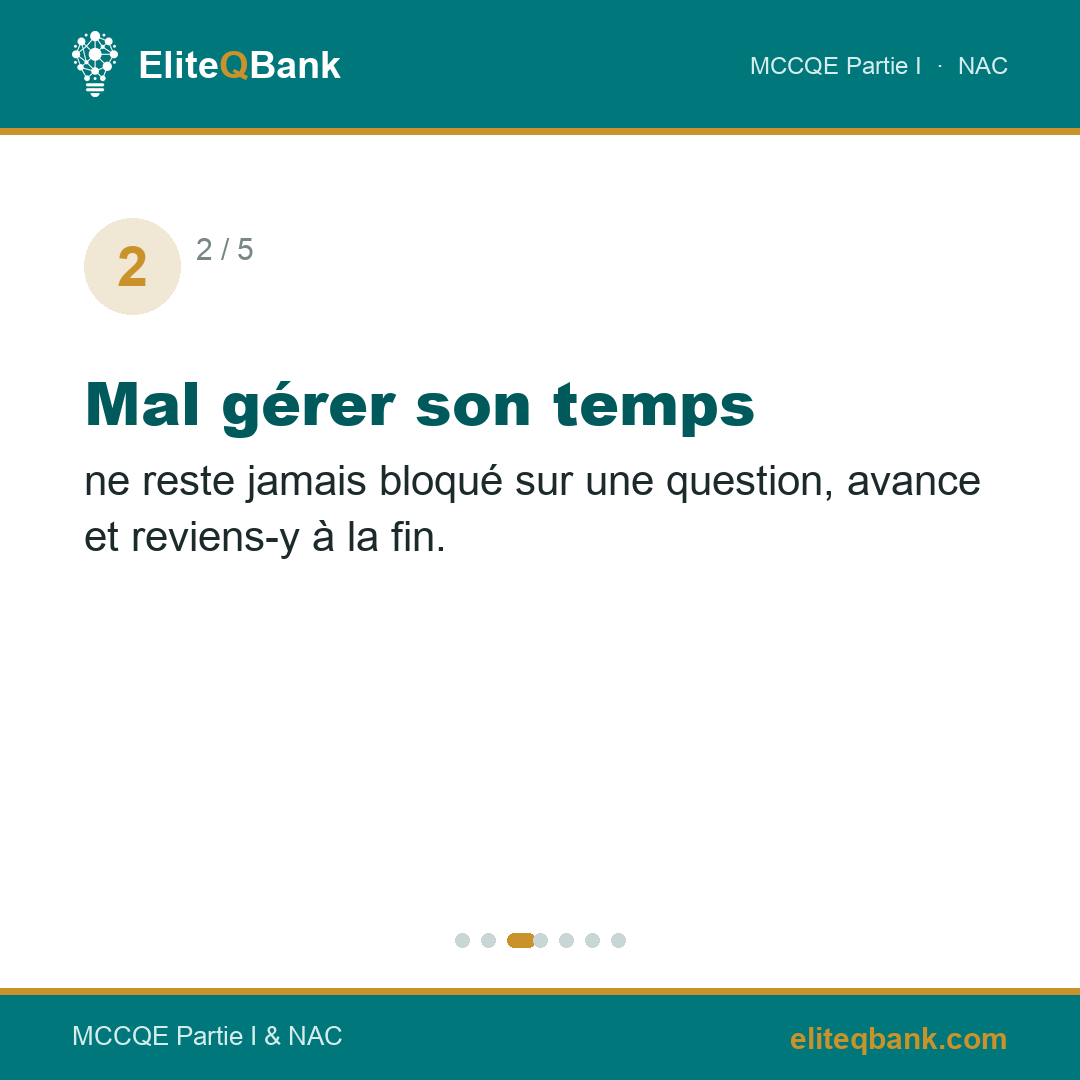 EliteQBank
MCCQE Partie I · NAC
2
2 / 5
Mal gérer son temps
ne reste jamais bloqué sur une question, avance
et reviens-y à la fin.
MCCQE Partie I & NAC
eliteqbank.com